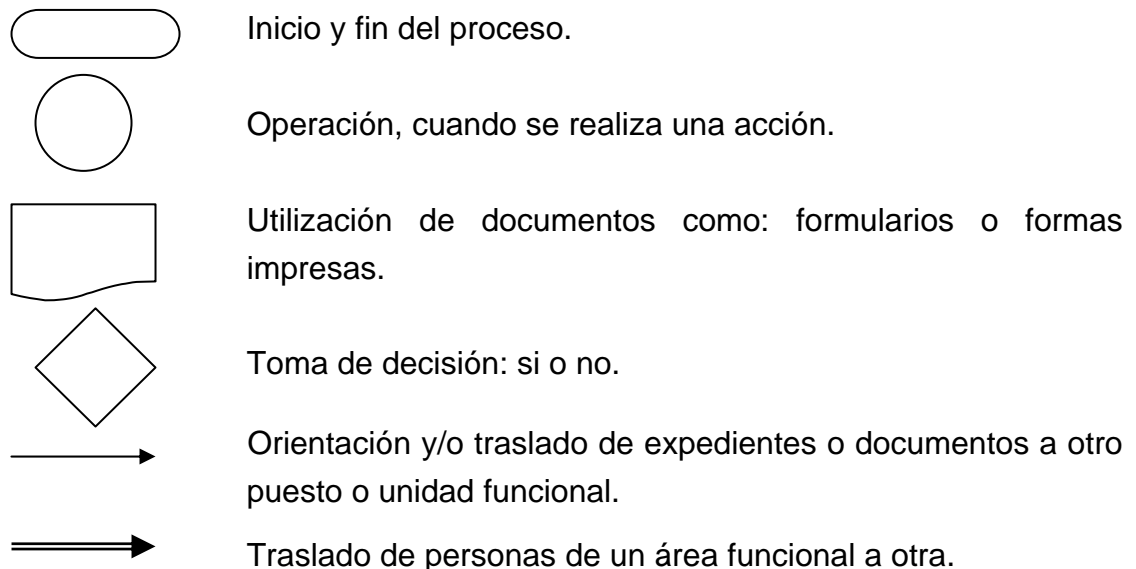 Inicio y fin del proceso.
Operación, cuando se realiza una acción.
Utilización de documentos como: formularios o formas
impresas.
Toma de decisión: si o no.
Orientación y/o traslado de expedientes o documentos a otro
puesto o unidad funcional.
Traslado de personas de un área funcional a otra.